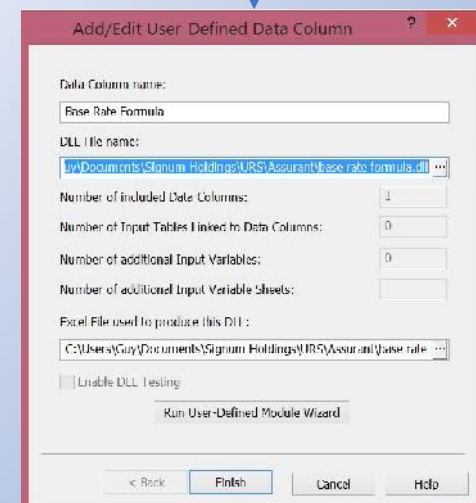 Add/Edit User Defined Data Column
? ×
Data Column name:
Base Rate Formula
DLL File name:
uy\Documents\Signum Holdings\URS\Assurant\base rate formula.dll ...
Number of included Data Columns: 1
Number of Input Tables Linked to Data Columns: 0
Number of additional Input Variables: 0
Number of additional Input Variable Sheets:
Excel File used to produce this DLL:
C:\Users\Guy\Documents\Signum Holdings\URS\Assurant\base rate ...
Enable DLL Testing
Run User-Defined Module Wizard
< Back Finish Cancel Help